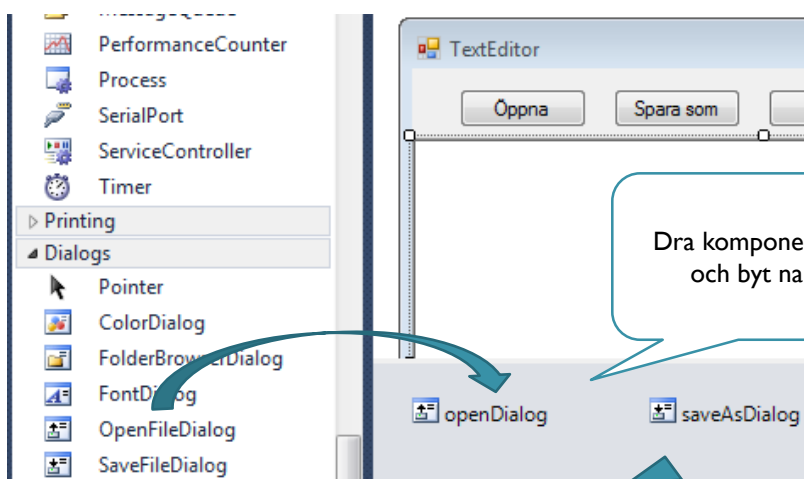 PerformanceCounter
Process
SerialPort
ServiceController
Timer
Printing
Dialogs
Pointer
ColorDialog
FolderBrowserDialog
FontDialog
OpenFileDialog
SaveFileDialog
TextEditor
Öppna
Spara som
Dra kompone
och byt na
openDialog
saveAsDialog